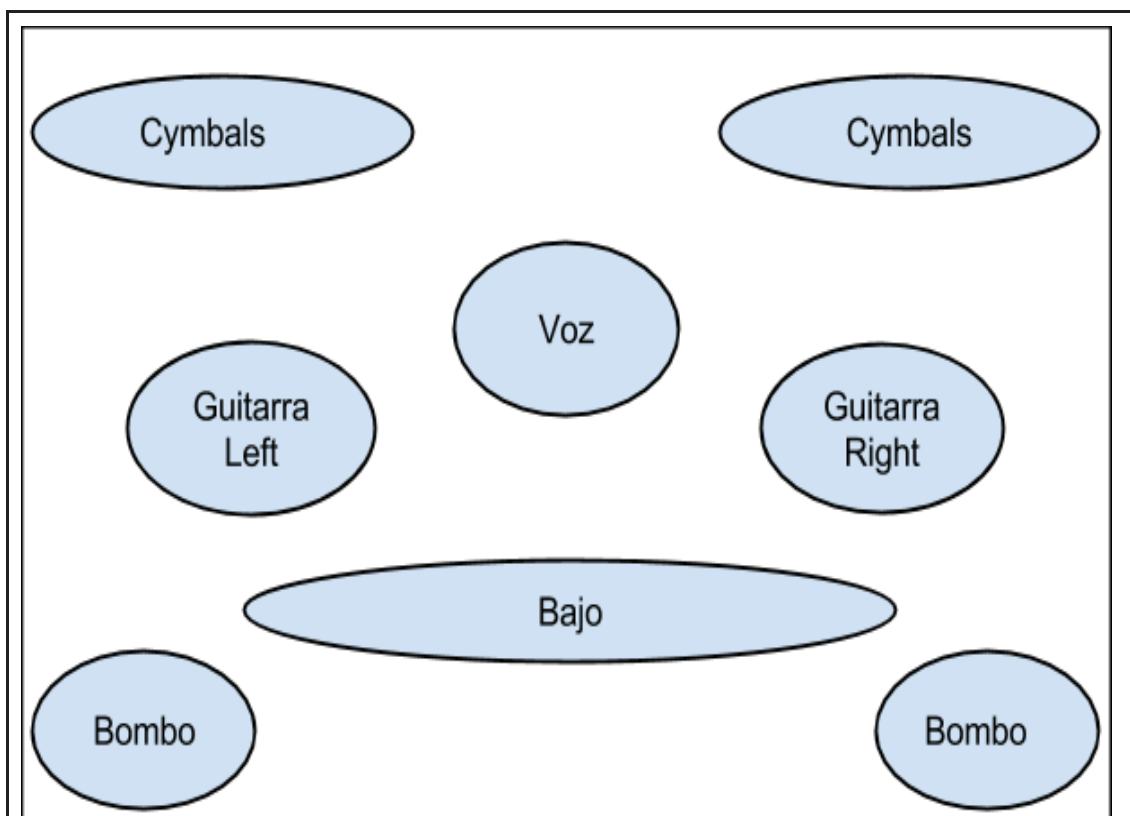 Cymbals
Cymbals
Voz
Guitarra
Left
Guitarra
Right
Bajo
Bombo
Bombo